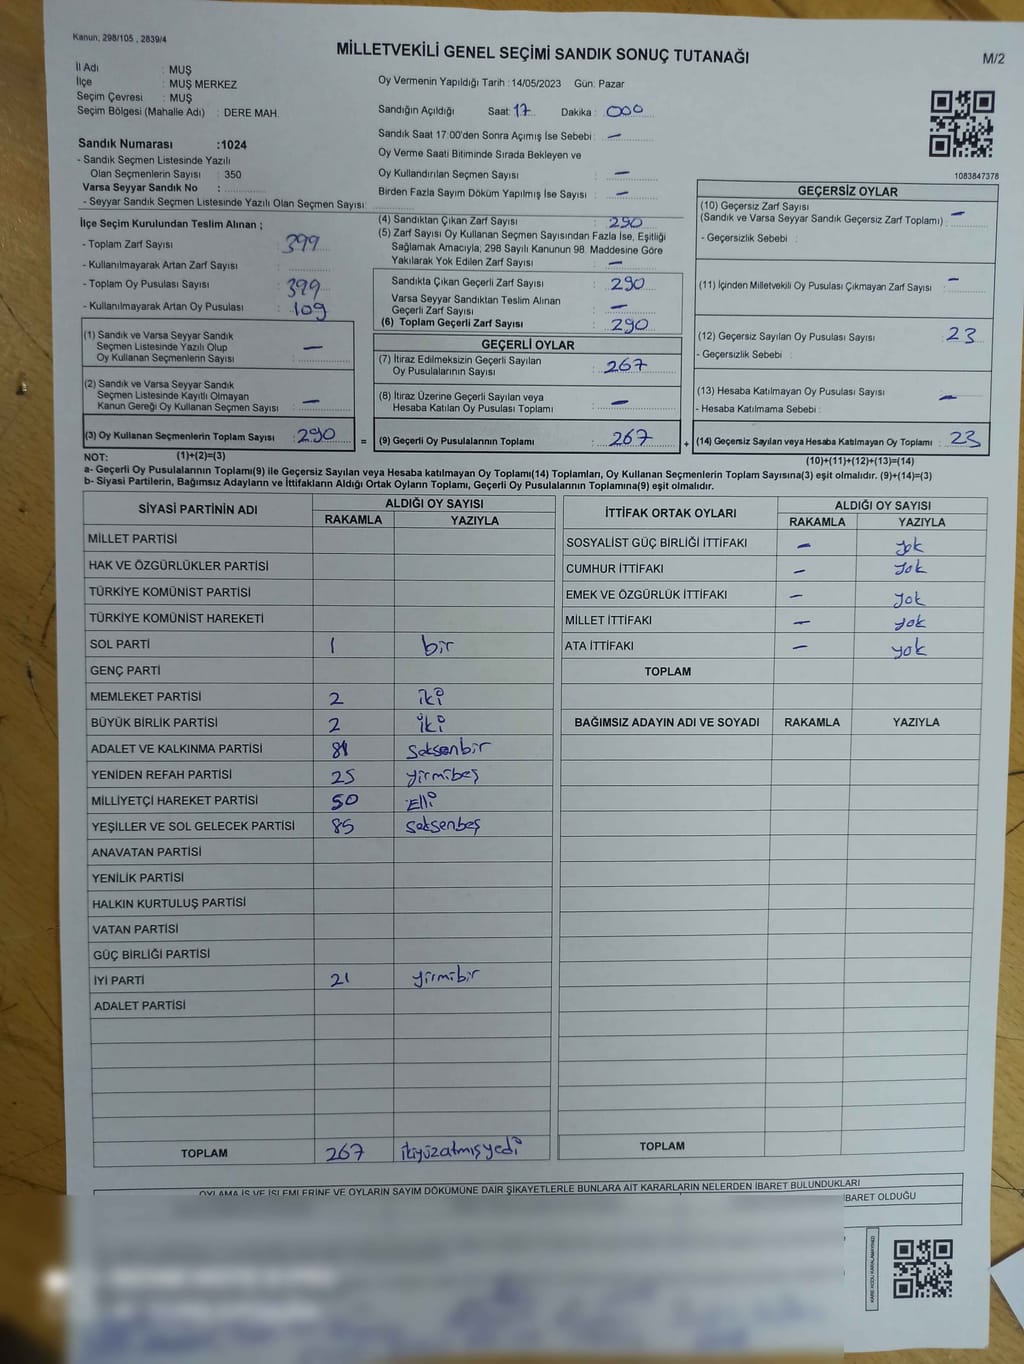 Kanun, 298/105 , 2839/4
MİLLETVEKİLİ GENEL SEÇİMİ SANDIK SONUÇ TUTANAĞI
M/2
İl Adı : MUŞ
İlçe : MUŞ MERKEZ
Seçim Çevresi : MUŞ
Seçim Bölgesi (Mahalle Adı) : DERE MAH.
Sandık Numarası :1024
- Sandık Seçmen Listesinde Yazılı
Olan Seçmenlerin Sayısı : 350
Varsa Seyyar Sandık No :
- Seyyar Sandık Seçmen Listesinde Yazılı Olan Seçmen Sayısı:
Oy Vermenin Yapıldığı Tarih :14/05/2023 Gün: Pazar
Sandığın Açıldığı Saat: 17 Dakika : 000
Sandık Saat 17:00'den Sonra Açımış İse Sebebi : —
Oy Verme Saati Bitiminde Sırada Bekleyen ve
Oy Kullandırılan Seçmen Sayısı : —
Birden Fazla Sayım Döküm Yapılmış İse Sayısı : —
1083847378
İlçe Seçim Kurulundan Teslim Alınan ;
- Toplam Zarf Sayısı : 399
- Kullanılmayarak Artan Zarf Sayısı :
- Toplam Oy Pusulası Sayısı : 399
- Kullanılmayarak Artan Oy Pusulası : 109
(1) Sandık ve Varsa Seyyar Sandık
Seçmen Listesinde Yazılı Olup
Oy Kullanan Seçmenlerin Sayısı : —
(2) Sandık ve Varsa Seyyar Sandık
Seçmen Listesinde Kayıtlı Olmayan
Kanun Gereği Oy Kullanan Seçmen Sayısı : —
(3) Oy Kullanan Seçmenlerin Toplam Sayısı : 290 =
(4) Sandıktan Çıkan Zarf Sayısı : 290
(5) Zarf Sayısı Oy Kullanan Seçmen Sayısından Fazla İse, Eşitliği
Sağlamak Amacıyla, 298 Sayılı Kanunun 98. Maddesine Göre
Yakılarak Yok Edilen Zarf Sayısı : —
Sandıkta Çıkan Geçerli Zarf Sayısı : 290
Varsa Seyyar Sandıktan Teslim Alınan
Geçerli Zarf Sayısı : —
(6) Toplam Geçerli Zarf Sayısı : 290
GEÇERLİ OYLAR
(7) İtiraz Edilmeksizin Geçerli Sayılan
Oy Pusulalarının Sayısı : 267
(8) İtiraz Üzerine Geçerli Sayılan veya
Hesaba Katılan Oy Pusulası Toplamı : —
(9) Geçerli Oy Pusulalarının Toplamı : 267 +
GEÇERSİZ OYLAR
(10) Geçersiz Zarf Sayısı
(Sandık ve Varsa Seyyar Sandık Geçersiz Zarf Toplamı) : —
- Geçersizlik Sebebi :
(11) İçinden Milletvekili Oy Pusulası Çıkmayan Zarf Sayısı : —
(12) Geçersiz Sayılan Oy Pusulası Sayısı : 23
- Geçersizlik Sebebi :
(13) Hesaba Katılmayan Oy Pusulası Sayısı : —
- Hesaba Katılmama Sebebi :
(14) Geçersiz Sayılan veya Hesaba Katılmayan Oy Toplamı : 23
NOT: (1)+(2)=(3)
(10)+(11)+(12)+(13)=(14)
a- Geçerli Oy Pusulalarının Toplamı(9) ile Geçersiz Sayılan veya Hesaba katılmayan Oy Toplamı(14) Toplamları, Oy Kullanan Seçmenlerin Toplam Sayısına(3) eşit olmalıdır. (9)+(14)=(3)
b- Siyasi Partilerin, Bağımsız Adayların ve İttifakların Aldığı Ortak Oyların Toplamı, Geçerli Oy Pusulalarının Toplamına(9) eşit olmalıdır.
SİYASİ PARTİNİN ADI ALDIĞI OY SAYISI
RAKAMLA YAZIYLA
MİLLET PARTİSİ
HAK VE ÖZGÜRLÜKLER PARTİSİ
TÜRKİYE KOMÜNİST PARTİSİ
TÜRKİYE KOMÜNİST HAREKETİ
SOL PARTİ 1 bir
GENÇ PARTİ
MEMLEKET PARTİSİ 2 iki
BÜYÜK BİRLİK PARTİSİ 2 iki
ADALET VE KALKINMA PARTİSİ 81 seksenbir
YENİDEN REFAH PARTİSİ 25 yirmibeş
MİLLİYETÇİ HAREKET PARTİSİ 50 Elli
YEŞİLLER VE SOL GELECEK PARTİSİ 85 seksenbeş
ANAVATAN PARTİSİ
YENİLİK PARTİSİ
HALKIN KURTULUŞ PARTİSİ
VATAN PARTİSİ
GÜÇ BİRLİĞİ PARTİSİ
İYİ PARTİ 21 yirmibir
ADALET PARTİSİ
TOPLAM 267 ikiyüzatmışyedi
İTTİFAK ORTAK OYLARI ALDIĞI OY SAYISI
RAKAMLA YAZIYLA
SOSYALİST GÜÇ BİRLİĞİ İTTİFAKI — yok
CUMHUR İTTİFAKI — yok
EMEK VE ÖZGÜRLÜK İTTİFAKI — yok
MİLLET İTTİFAKI — yok
ATA İTTİFAKI — yok
TOPLAM
BAĞIMSIZ ADAYIN ADI VE SOYADI RAKAMLA YAZIYLA
TOPLAM
OYLAMA İŞ VE İŞLEMLERİNE VE OYLARIN SAYIM DÖKÜMÜNE DAİR ŞİKAYETLERLE BUNLARA AİT KARARLARIN NELERDEN İBARET BULUNDUKLARI
İBARET OLDUĞU